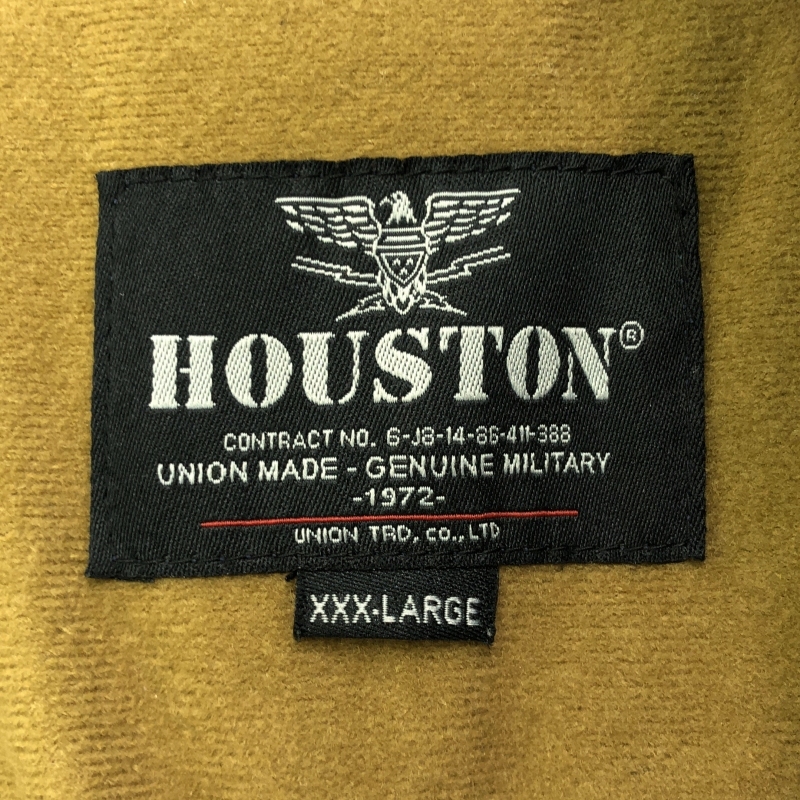 HOUSTON®
CONTRACT NO. 6-J8-14-86-411-388
UNION MADE - GENUINE MILITARY
-1972-
UNION TRD, co., LTD
XXX-LARGE